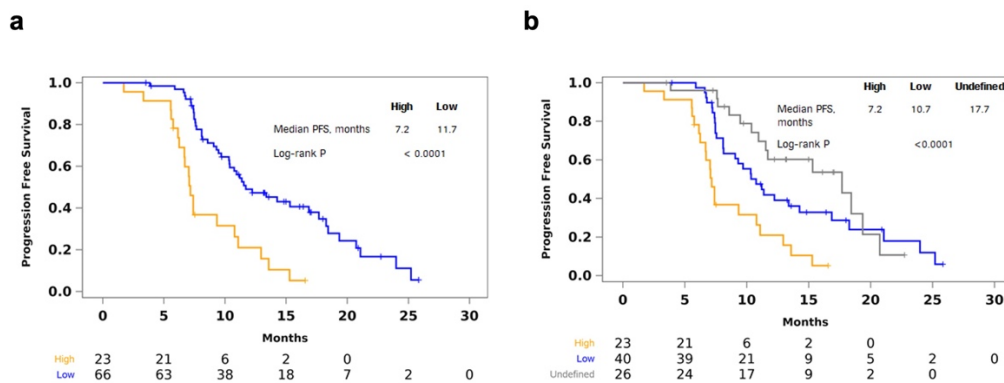 a
1.0
0.8
0.6
0.4
0.2
0.0
Progression Free Survival
High Low
Median PFS, months 7.2 11.7
Log-rank P < 0.0001
0 5 10 15 20 25 30
Months
High 23 21 6 2 0
Low 66 63 38 18 7 2 0
b
1.0
0.8
0.6
0.4
0.2
0.0
Progression Free Survival
High Low Undefined
Median PFS, 7.2 10.7 17.7
months
Log-rank P <0.0001
0 5 10 15 20 25 30
Months
High 23 21 6 2 0
Low 40 39 21 9 5 2 0
Undefined 26 24 17 9 2 0